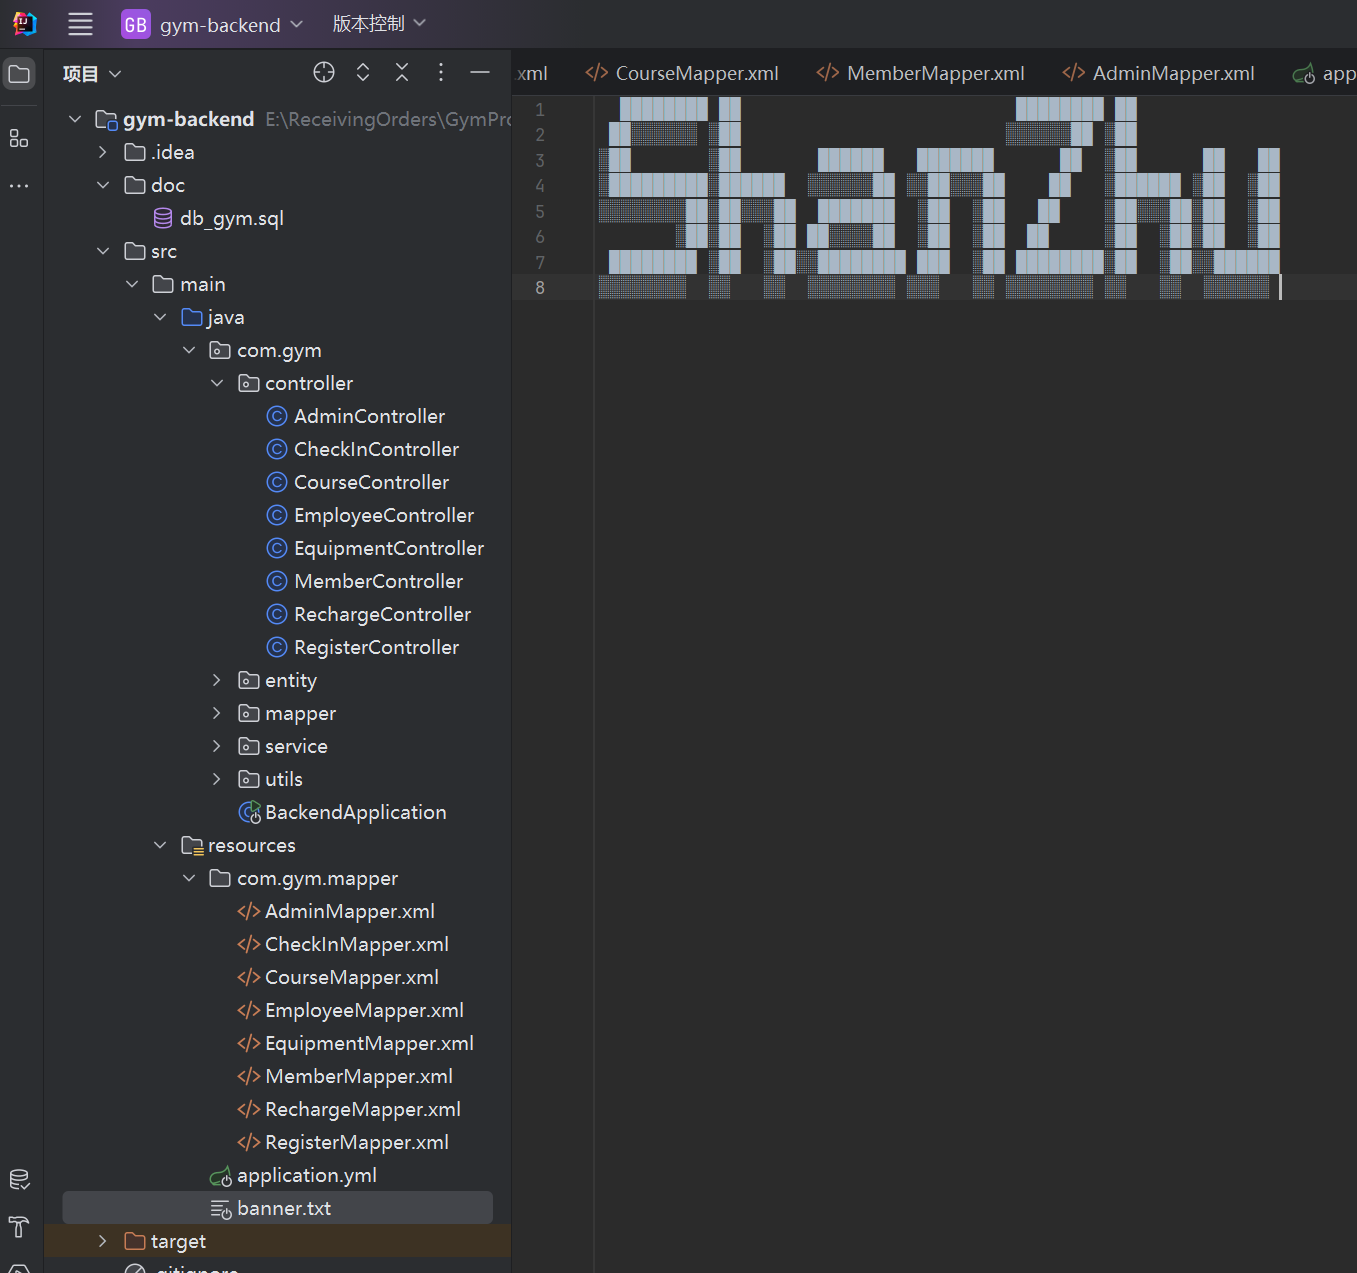 GB gym-backend 版本控制
项目
.xml CourseMapper.xml MemberMapper.xml AdminMapper.xml app
gym-backend E:\ReceivingOrders\GymPro
.idea
doc
db_gym.sql
src
main
java
com.gym
controller
AdminController
CheckInController
CourseController
EmployeeController
EquipmentController
MemberController
RechargeController
RegisterController
entity
mapper
service
utils
BackendApplication
resources
com.gym.mapper
AdminMapper.xml
CheckInMapper.xml
CourseMapper.xml
EmployeeMapper.xml
EquipmentMapper.xml
MemberMapper.xml
RechargeMapper.xml
RegisterMapper.xml
application.yml
banner.txt
target
.gitignore
1
2
3
4
5
6
7
8
ShanZhu